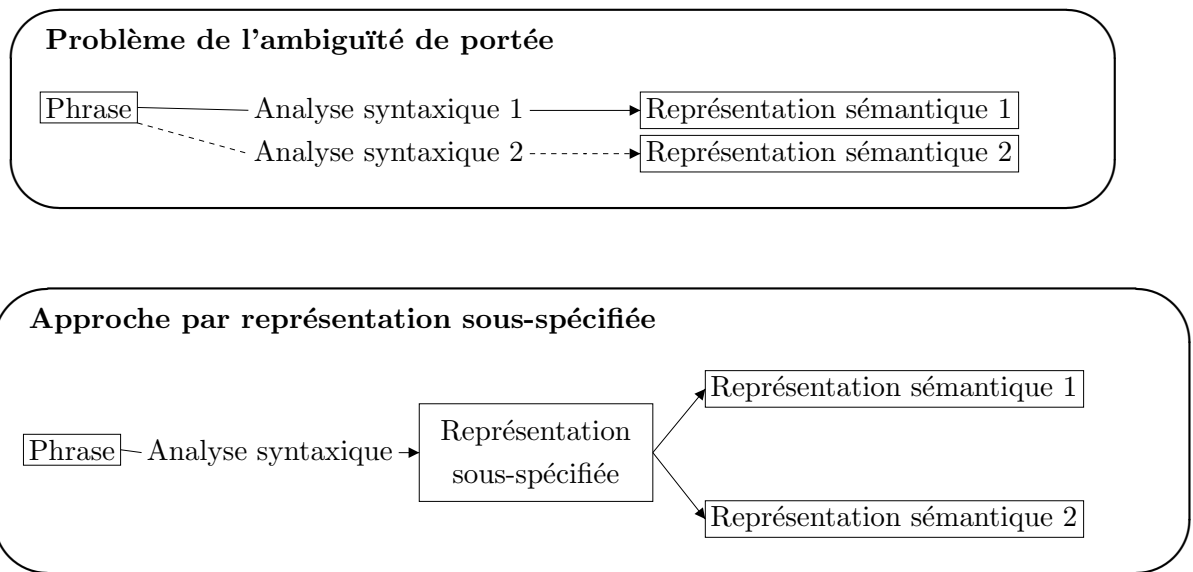 Problème de l'ambiguïté de portée
Phrase Analyse syntaxique 1 Représentation sémantique 1
Analyse syntaxique 2 Représentation sémantique 2
Approche par représentation sous-spécifiée
Représentation sémantique 1
Phrase Analyse syntaxique Représentation
sous-spécifiée
Représentation sémantique 2